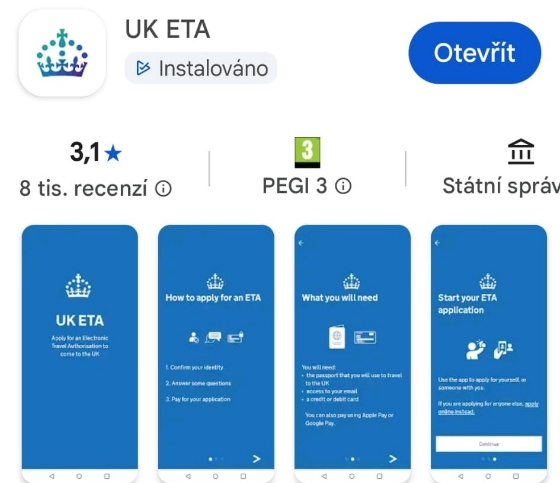 UK ETA
Instalováno
Otevřít
3,1★
8 tis. recenzí
3
PEGI 3
Státní správ
UK ETA
Apply for an Electronic
Travel Authorisation to
come to the UK
How to apply for an ETA
1. Confirm your identity
2. Answer some questions
3. Pay for your application
What you will need
You will need:
• the passport that you will use to travel
to the UK
• access to your email
• a credit or debit card
You can also pay using Apple Pay or
Google Pay.
Start your ETA
application
Use the app to apply for yourself, or
someone with you.
If you are applying for anyone else, apply
online instead.
Continue